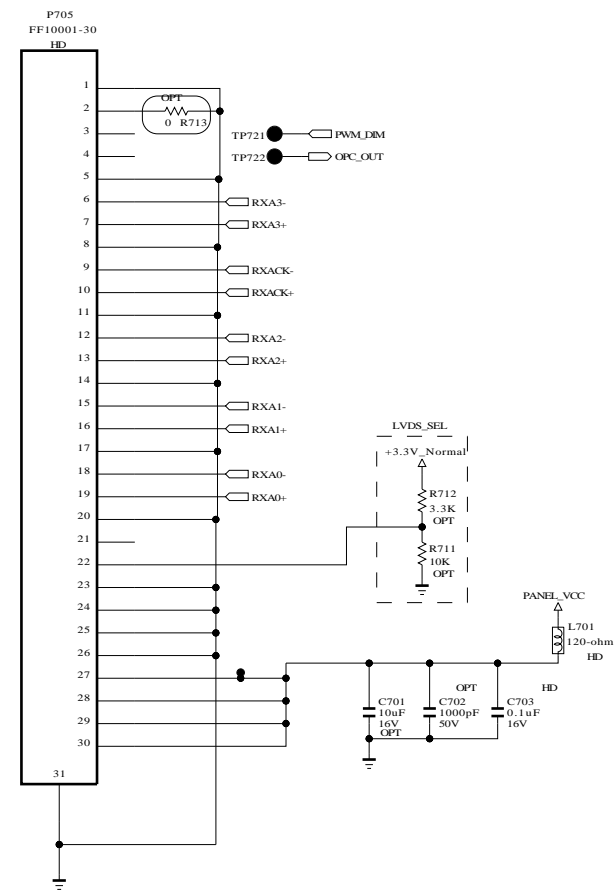 P705
FF10001-30
HD
1
OPT
2
0 R713
3
TP721
PWM_DIM
4
TP722
OPC_OUT
5
6
RXA3-
7
RXA3+
8
9
RXACK-
10
RXACK+
11
12
RXA2-
13
RXA2+
14
15
RXA1-
16
RXA1+
17
18
RXA0-
19
RXA0+
20
21
22
23
24
25
26
27
28
29
30
31
LVDS_SEL
+3.3V_Normal
R712
3.3K
OPT
R711
10K
OPT
PANEL_VCC
L701
120-ohm
HD
OPT
HD
C701
10uF
16V
OPT
C702
1000pF
50V
C703
0.1uF
16V